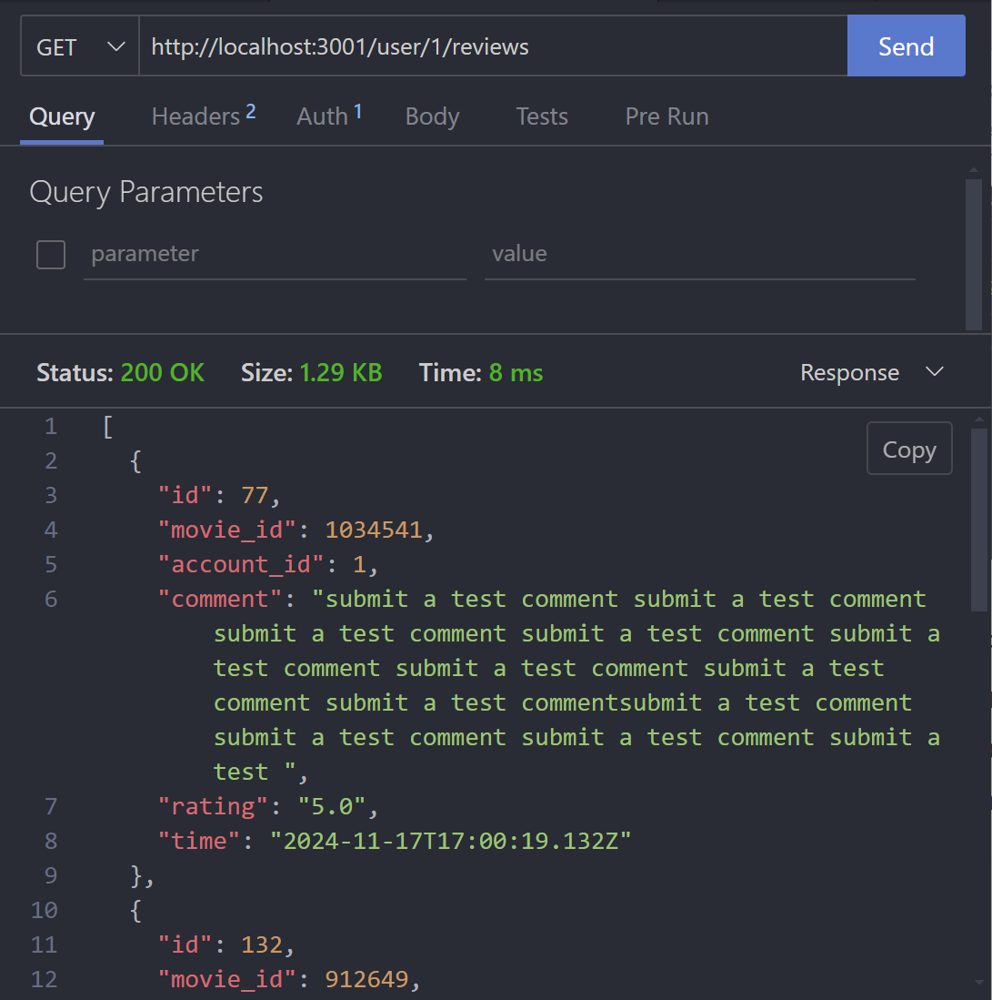 GET http://localhost:3001/user/1/reviews Send
Query Headers 2 Auth 1 Body Tests Pre Run
Query Parameters
parameter value
Status: 200 OK Size: 1.29 KB Time: 8 ms Response
Copy
1 [
2 {
3 "id": 77,
4 "movie_id": 1034541,
5 "account_id": 1,
6 "comment": "submit a test comment submit a test comment
submit a test comment submit a test comment submit a
test comment submit a test comment submit a test
comment submit a test commentsubmit a test comment
submit a test comment submit a test comment submit a
test ",
7 "rating": "5.0",
8 "time": "2024-11-17T17:00:19.132Z"
9 },
10 {
11 "id": 132,
12 "movie_id": 912649,